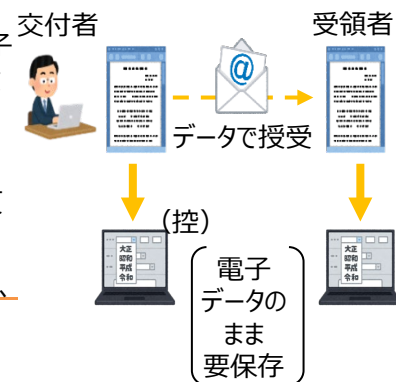 交付者
受領者
子
@
データで授受
(控)
電子
データの
まま
要保存
大正
昭和
平成
令和
大正
昭和
平成
令和